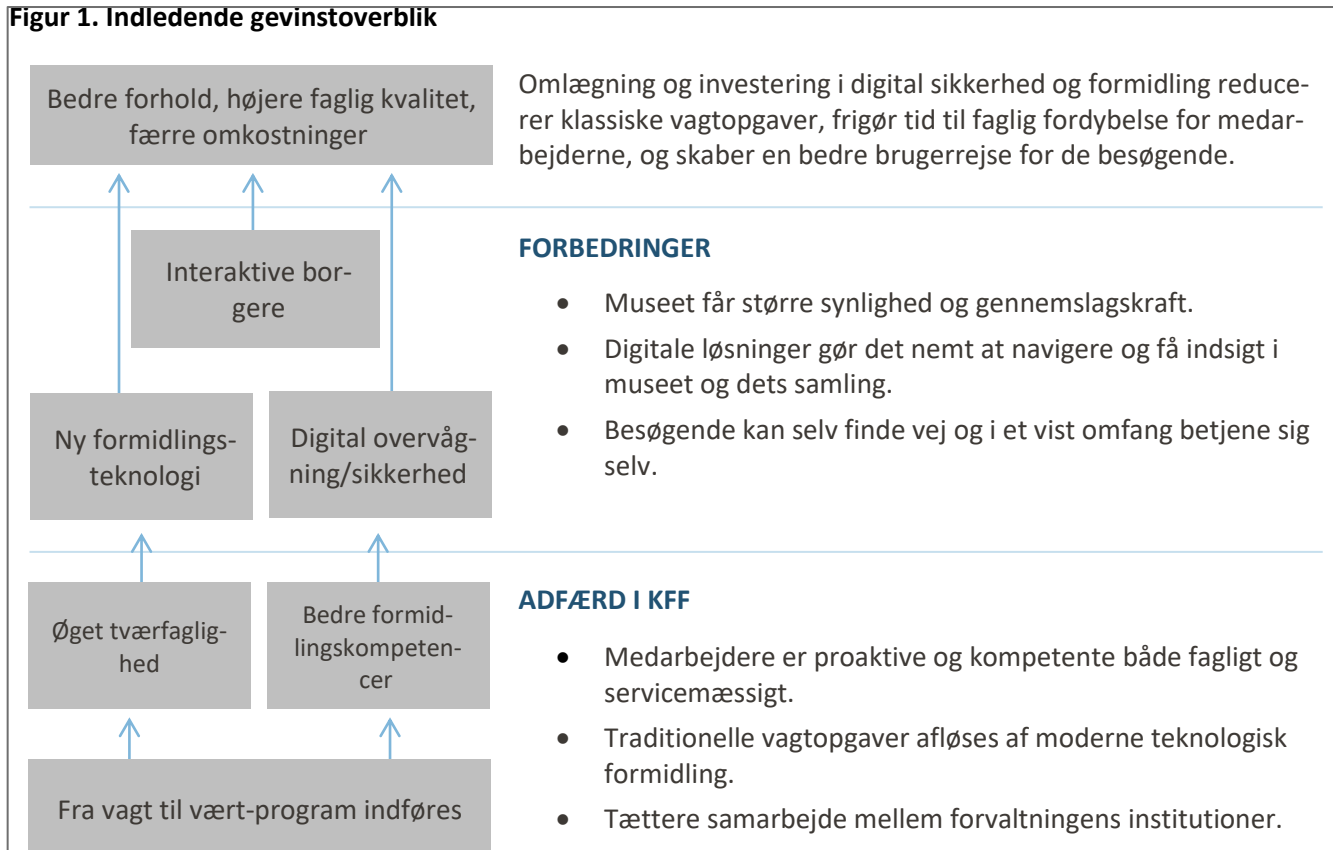 Figur 1. Indledende gevinstoverblik
Bedre forhold, højere faglig kvalitet,
færre omkostninger
Omlægning og investering i digital sikkerhed og formidling reduce-
rer klassiske vagtopgaver, frigør tid til faglig fordybelse for medar-
bejderne, og skaber en bedre brugerrejse for de besøgende.
Interaktive bor-
gere
FORBEDRINGER
• Museet får større synlighed og gennemslagskraft.
• Digitale løsninger gør det nemt at navigere og få indsigt i
museet og dets samling.
• Besøgende kan selv finde vej og i et vist omfang betjene sig
selv.
Ny formidlings-
teknologi
Digital overvåg-
ning/sikkerhed
Øget tværfaglig-
hed
Bedre formid-
lingskompeten-
cer
ADFÆRD I KFF
• Medarbejdere er proaktive og kompetente både fagligt og
servicemæssigt.
• Traditionelle vagtopgaver afløses af moderne teknologisk
formidling.
• Tættere samarbejde mellem forvaltningens institutioner.
Fra vagt til vært-program indføres